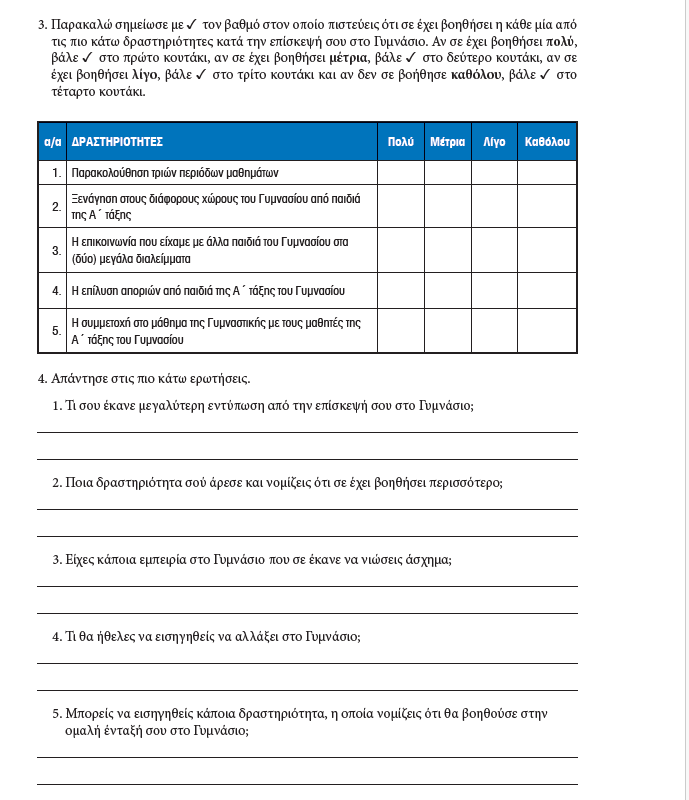 3. Παρακαλώ σημείωσε με ✓ τον βαθμό στον οποίο πιστεύεις ότι σε έχει βοηθήσει η κάθε μία από
τις πιο κάτω δραστηριότητες κατά την επίσκεψή σου στο Γυμνάσιο. Αν σε έχει βοηθήσει πολύ,
βάλε ✓ στο πρώτο κουτάκι, αν σε έχει βοηθήσει μέτρια, βάλε ✓ στο δεύτερο κουτάκι, αν σε
έχει βοηθήσει λίγο, βάλε ✓ στο τρίτο κουτάκι και αν δεν σε βοήθησε καθόλου, βάλε ✓ στο
τέταρτο κουτάκι.
α/α ΔΡΑΣΤΗΡΙΟΤΗΤΕΣ Πολύ Μέτρια Λίγο Καθόλου
1. Παρακολούθηση τριών περιόδων μαθημάτων
2. Ξενάγηση στους διάφορους χώρους του Γυμνασίου από παιδιά
της Α΄ τάξης
3. Η επικοινωνία που είχαμε με άλλα παιδιά του Γυμνασίου στα
(δύο) μεγάλα διαλείμματα
4. Η επίλυση αποριών από παιδιά της Α΄ τάξης του Γυμνασίου
5. Η συμμετοχή στο μάθημα της Γυμναστικής με τους μαθητές της
Α΄ τάξης του Γυμνασίου
4. Απάντησε στις πιο κάτω ερωτήσεις.
1. Τι σου έκανε μεγαλύτερη εντύπωση από την επίσκεψή σου στο Γυμνάσιο;
2. Ποια δραστηριότητα σού άρεσε και νομίζεις ότι σε έχει βοηθήσει περισσότερο;
3. Είχες κάποια εμπειρία στο Γυμνάσιο που σε έκανε να νιώσεις άσχημα;
4. Τι θα ήθελες να εισηγηθείς να αλλάξει στο Γυμνάσιο;
5. Μπορείς να εισηγηθείς κάποια δραστηριότητα, η οποία νομίζεις ότι θα βοηθούσε στην
ομαλή ένταξή σου στο Γυμνάσιο;